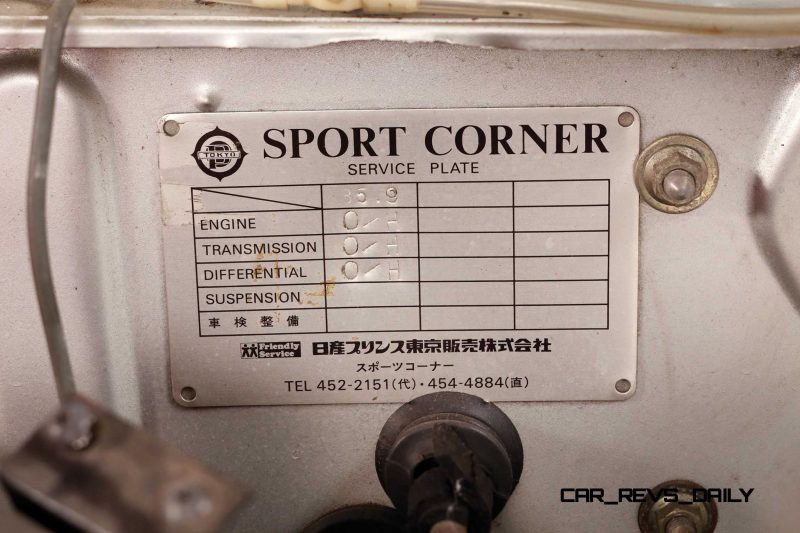 TOKYO
SPORT CORNER
SERVICE PLATE
85.9
ENGINE O/H
TRANSMISSION O/H
DIFFERENTIAL O/H
SUSPENSION
車検整備
Friendly Service 日産プリンス東京販売株式会社
スポーツコーナー
TEL 452-2151(代)・454-4884(直)
CAR_REVS_DAILY